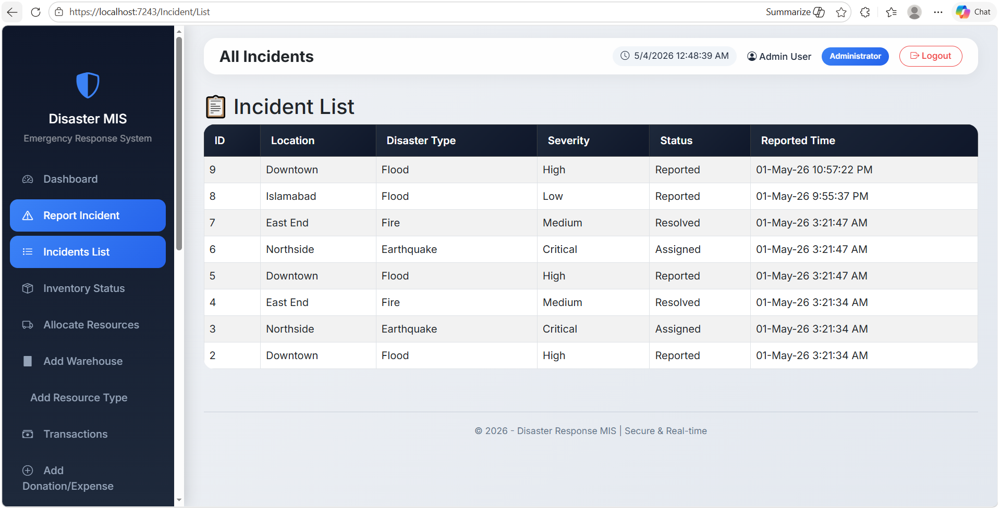 https://localhost:7243/Incident/List
Summarize
Chat
Disaster MIS
Emergency Response System
Dashboard
Report Incident
Incidents List
Inventory Status
Allocate Resources
Add Warehouse
Add Resource Type
Transactions
Add
Donation/Expense
All Incidents
5/4/2026 12:48:39 AM
Admin User
Administrator
Logout
Incident List
ID Location Disaster Type Severity Status Reported Time
9 Downtown Flood High Reported 01-May-26 10:57:22 PM
8 Islamabad Flood Low Reported 01-May-26 9:55:37 PM
7 East End Fire Medium Resolved 01-May-26 3:21:47 AM
6 Northside Earthquake Critical Assigned 01-May-26 3:21:47 AM
5 Downtown Flood High Reported 01-May-26 3:21:47 AM
4 East End Fire Medium Resolved 01-May-26 3:21:34 AM
3 Northside Earthquake Critical Assigned 01-May-26 3:21:34 AM
2 Downtown Flood High Reported 01-May-26 3:21:34 AM
© 2026 - Disaster Response MIS | Secure & Real-time